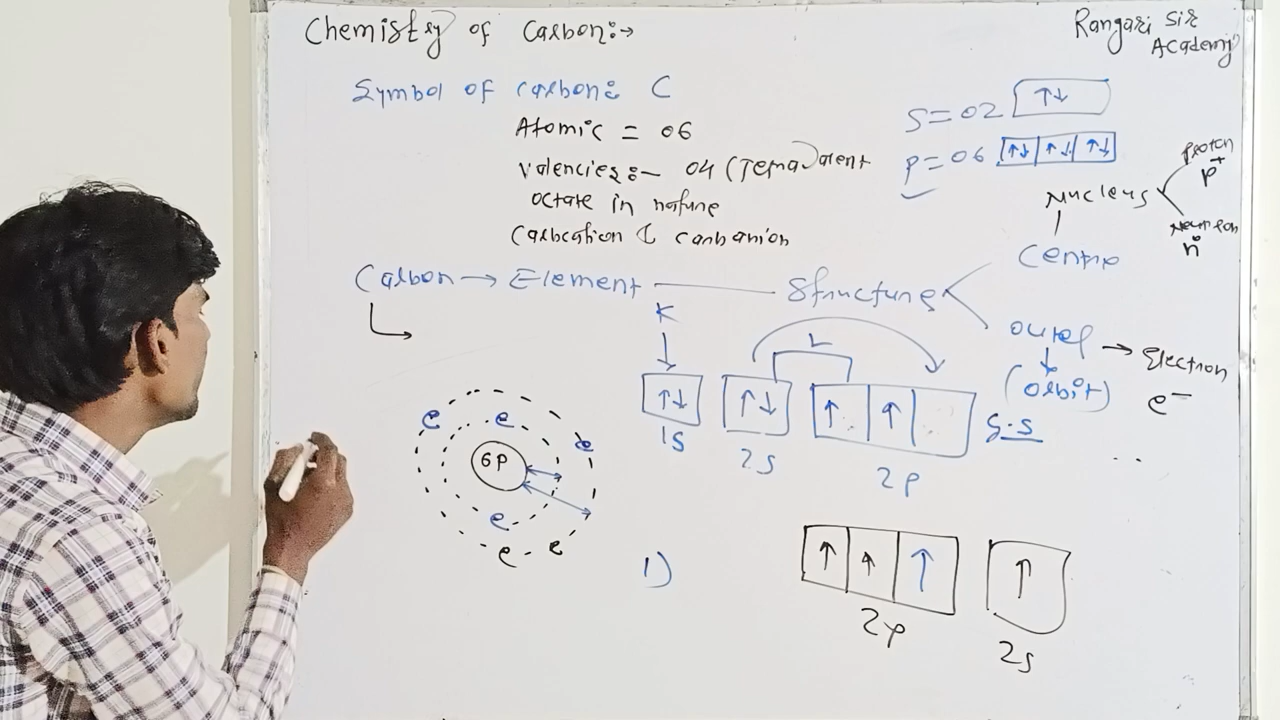 Chemistry of Carbon:→
Rangari Sir
Academy
Symbol of carbon: C
Atomic = 06
Valencies:- 04 (Tetravalent
octate in nature
Carbcation & carbanion
S = 02 ↑↓
P = 06 ↑↓ ↑↓ ↑↓
Nucleus
Proton
p+
Neutron
n°
Centre
Carbon → Element
Structure
outer → Electron
(orbit)
e-
K
L
↑↓ ↑↓ ↑ ↑
G.S
1s
2s
2p
e e e
6P
e
e e
1)
↑ ↑ ↑ ↑
2p
2s